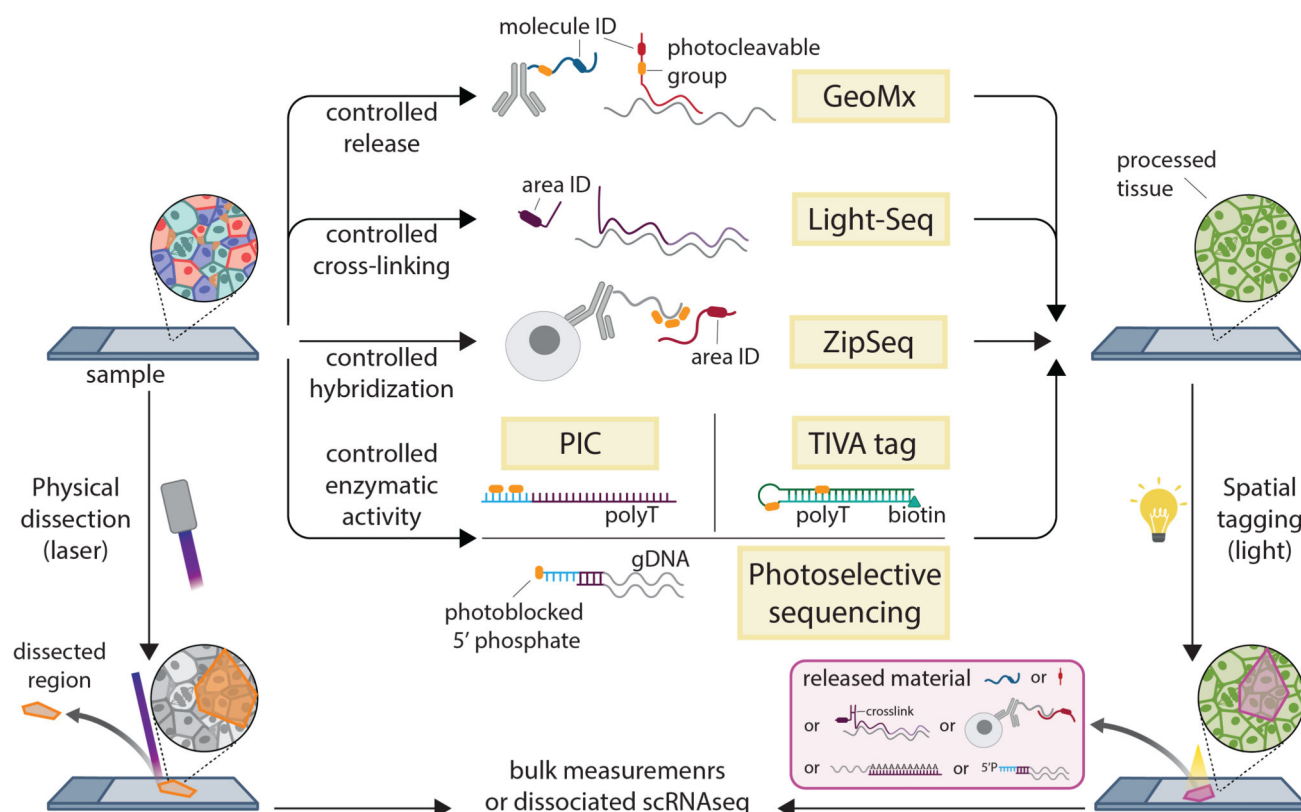 molecule ID
photocleavable
group
controlled
release
GeoMx
processed
tissue
area ID
controlled
cross-linking
Light-Seq
sample
controlled
hybridization
area ID
ZipSeq
PIC
TIVA tag
controlled
enzymatic
activity
polyT
polyT
biotin
Physical
dissection
(laser)
Spatial
tagging
(light)
gDNA
photoblocked
5′ phosphate
Photoselective
sequencing
dissected
region
released material
or
crosslink
or
or
or
AAAAAAAAAAA
or
5'P
bulk measuremenrs
or dissociated scRNAseq